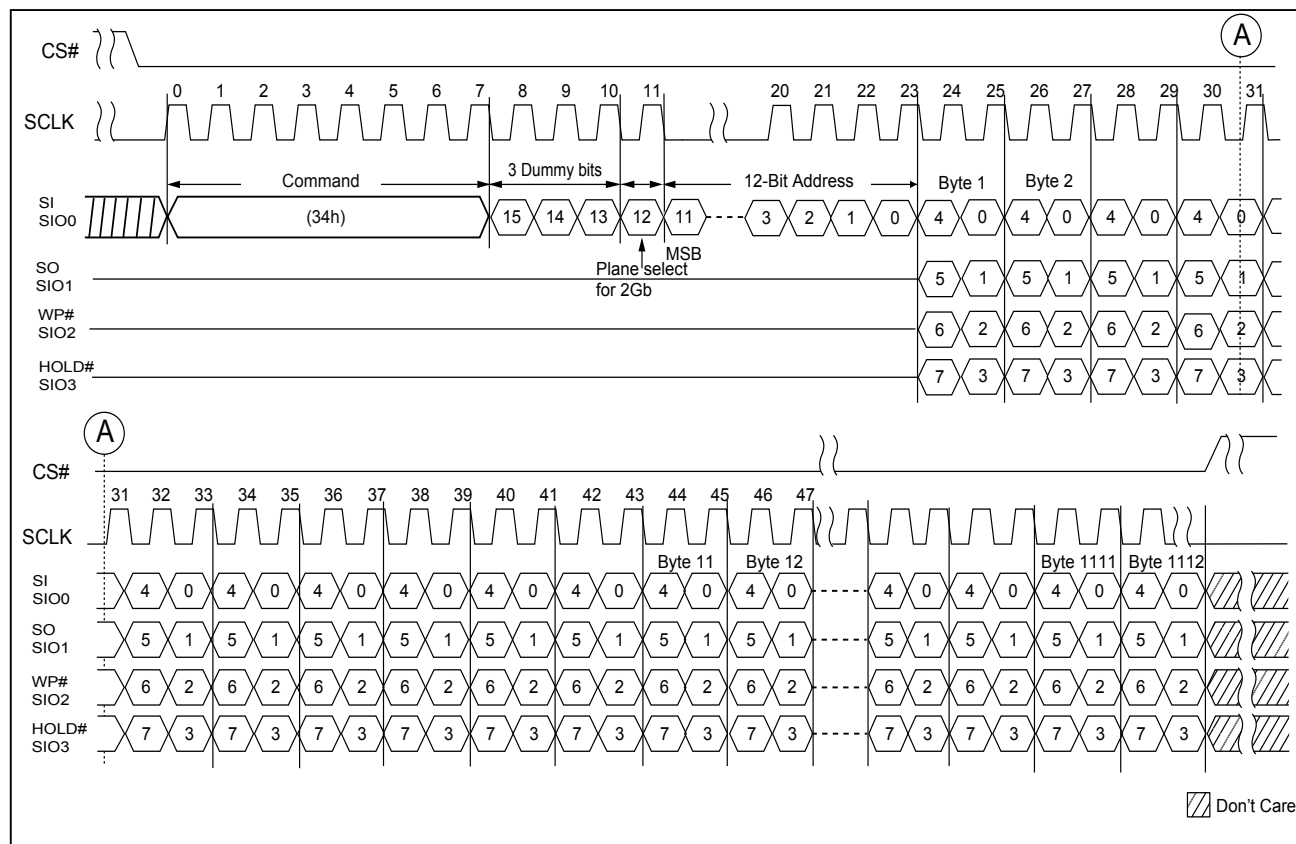 A
CS#
0 1 2 3 4 5 6 7 8 9 10 11 20 21 22 23 24 25 26 27 28 29 30 31
SCLK
Command 3 Dummy bits 12-Bit Address Byte 1 Byte 2
SI
SIO0
(34h) 15 14 13 12 11 3 2 1 0 4 0 4 0 4 0 4 0
MSB
Plane select
for 2Gb
SO
SIO1
5 1 5 1 5 1 5 1
WP#
SIO2
6 2 6 2 6 2 6 2
HOLD#
SIO3
7 3 7 3 7 3 7 3
A
CS#
31 32 33 34 35 36 37 38 39 40 41 42 43 44 45 46 47
SCLK
Byte 11 Byte 12 Byte 1111 Byte 1112
SI
SIO0
4 0 4 0 4 0 4 0 4 0 4 0 4 0 4 0 4 0 4 0 4 0 4 0
SO
SIO1
5 1 5 1 5 1 5 1 5 1 5 1 5 1 5 1 5 1 5 1 5 1 5 1
WP#
SIO2
6 2 6 2 6 2 6 2 6 2 6 2 6 2 6 2 6 2 6 2 6 2 6 2
HOLD#
SIO3
7 3 7 3 7 3 7 3 7 3 7 3 7 3 7 3 7 3 7 3 7 3 7 3
Don't Care